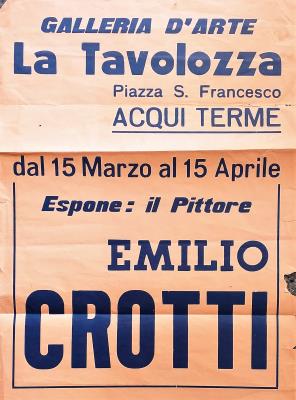 GALLERIA D'ARTE
La Tavolozza
Piazza S. Francesco
ACQUI TERME
dal 15 Marzo al 15 Aprile
Espone: il Pittore
EMILIO
CROTTI